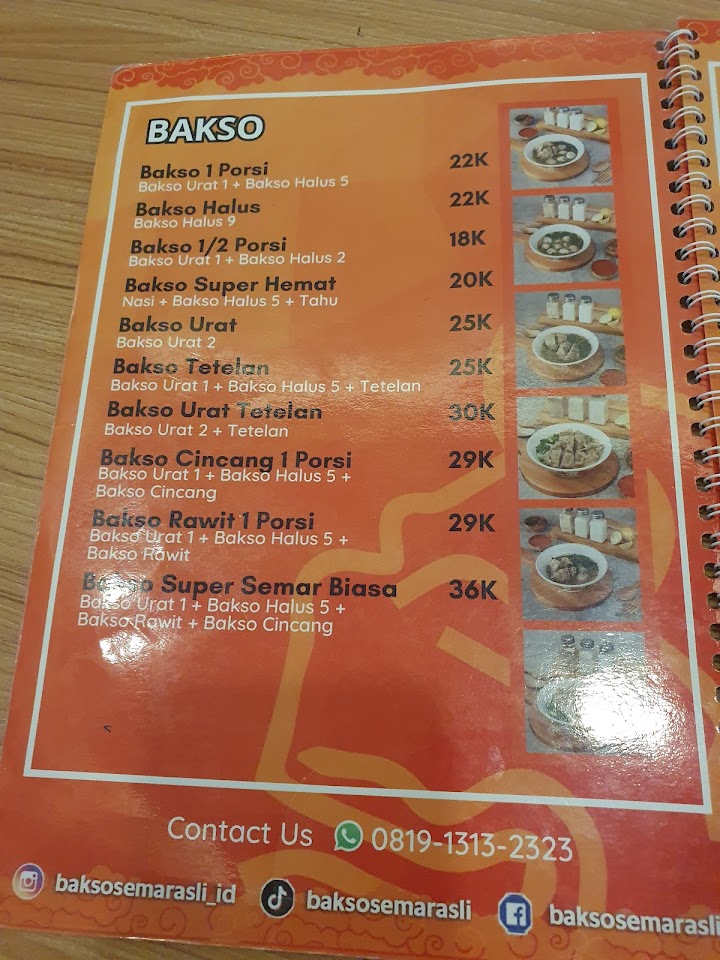 BAKSO
Bakso 1 Porsi 22K
Bakso Urat 1 + Bakso Halus 5
Bakso Halus 22K
Bakso Halus 9
Bakso 1/2 Porsi 18K
Bakso Urat 1 + Bakso Halus 2
Bakso Super Hemat 20K
Nasi + Bakso Halus 5 + Tahu
Bakso Urat 25K
Bakso Urat 2
Bakso Tetelan 25K
Bakso Urat 1 + Bakso Halus 5 + Tetelan
Bakso Urat Tetelan 30K
Bakso Urat 2 + Tetelan
Bakso Cincang 1 Porsi 29K
Bakso Urat 1 + Bakso Halus 5 +
Bakso Cincang
Bakso Rawit 1 Porsi 29K
Bakso Urat 1 + Bakso Halus 5 +
Bakso Rawit
Bakso Super Semar Biasa 36K
Bakso Urat 1 + Bakso Halus 5 +
Bakso Rawit + Bakso Cincang
Contact Us 0819-1313-2323
baksosemarasli_id baksosemarasli baksosemarasli